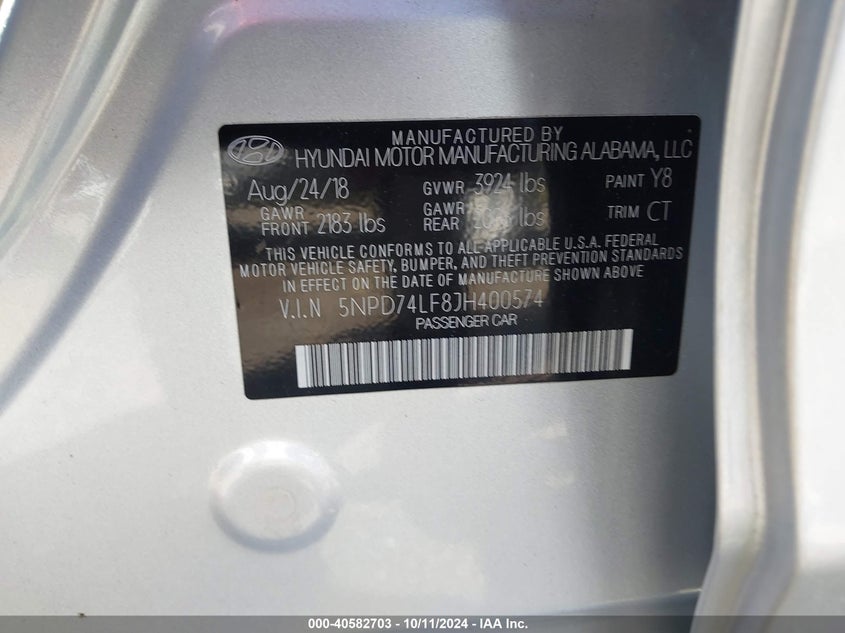 MANUFACTURED BY
HYUNDAI MOTOR MANUFACTURING ALABAMA, LLC
Aug/24/18 GVWR 3924 lbs PAINT Y8
GAWR FRONT 2183 lbs GAWR REAR lbs TRIM CT
THIS VEHICLE CONFORMS TO ALL APPLICABLE U.S.A. FEDERAL
MOTOR VEHICLE SAFETY, BUMPER, AND THEFT PREVENTION STANDARDS
IN EFFECT ON THE DATE OF MANUFACTURE SHOWN ABOVE
V.I.N 5NPD74LF8JH400574
PASSENGER CAR
000-40582703 - 10/11/2024 - IAA, Inc.